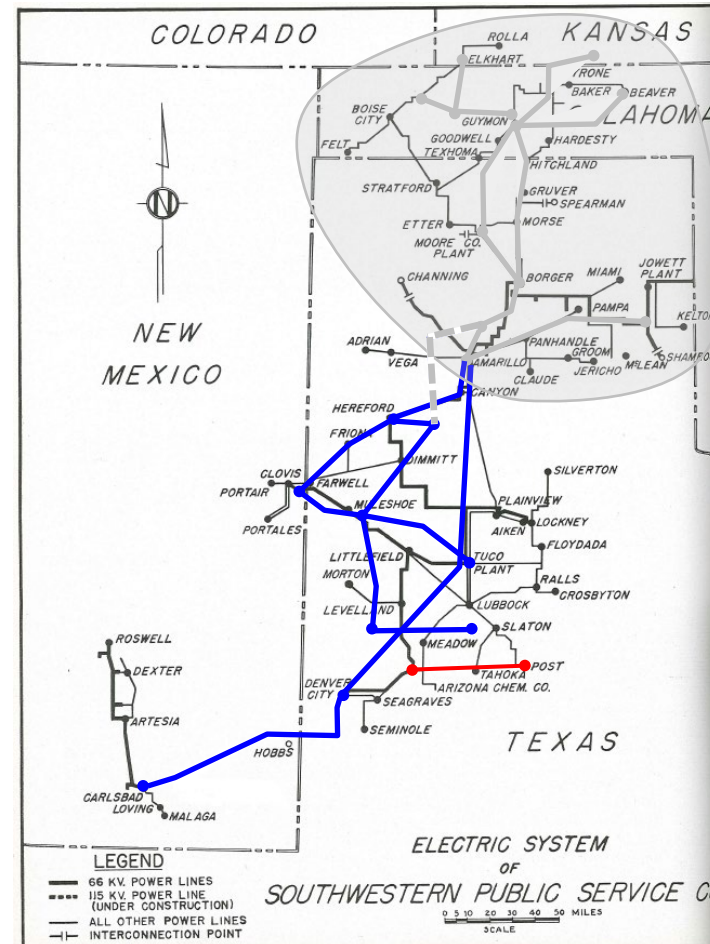 COLORADO
KANSAS
ROLLA
ELKHART
TYRONE
BAKER
BEAVER
BOISE
CITY
GUYMON
LAHOMA
GOODWELL
HARDESTY
FELT
TEXHOMA
HITCHLAND
STRATFORD
GRUVER
SPEARMAN
ETTER
MORSE
MOORE CO.
PLANT
JOWETT
PLANT
CHANNING
BORGER
MIAMI
N
PAMPA
KELTON
NEW
MEXICO
ADRIAN
VEGA
AMARILLO
PANHANDLE
GROOM
JERICHO
McLEAN
SHAMRO
CLAUDE
CANYON
HEREFORD
FRIONA
DIMMITT
CLOVIS
FARWELL
SILVERTON
PORTAIR
MULESHOE
PLAINVIEW
PORTALES
AIKEN
LOCKNEY
LITTLEFIELD
TUCO
PLANT
FLOYDADA
MORTON
RALLS
CROSBYTON
LEVELLAND
LUBBOCK
SLATON
ROSWELL
MEADOW
DEXTER
TAHOKA
POST
DENVER
CITY
ARIZONA CHEM. CO.
SEAGRAVES
ARTESIA
SEMINOLE
HOBBS
TEXAS
CARLSBAD
LOVING
MALAGA
ELECTRIC SYSTEM
OF
SOUTHWESTERN PUBLIC SERVICE C
0 5 10 20 30 40 50 MILES
SCALE
LEGEND
66 KV. POWER LINES
115 KV. POWER LINE
(UNDER CONSTRUCTION)
ALL OTHER POWER LINES
INTERCONNECTION POINT